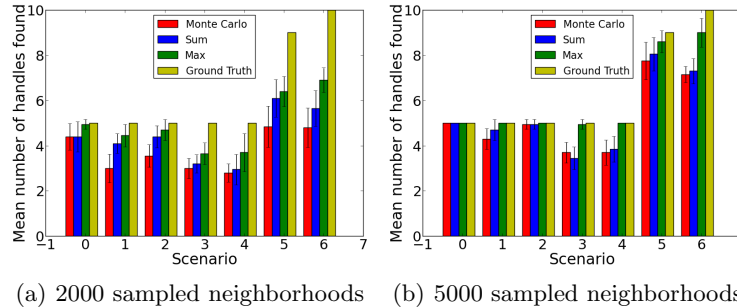 Mean number of handles found
10
8
6
4
2
0
Monte Carlo
Sum
Max
Ground Truth
−1 0 1 2 3 4 5 6 7
Scenario
(a) 2000 sampled neighborhoods
Mean number of handles found
10
8
6
4
2
0
Monte Carlo
Sum
Max
Ground Truth
−1 0 1 2 3 4 5 6
Scenario
(b) 5000 sampled neighborhoods